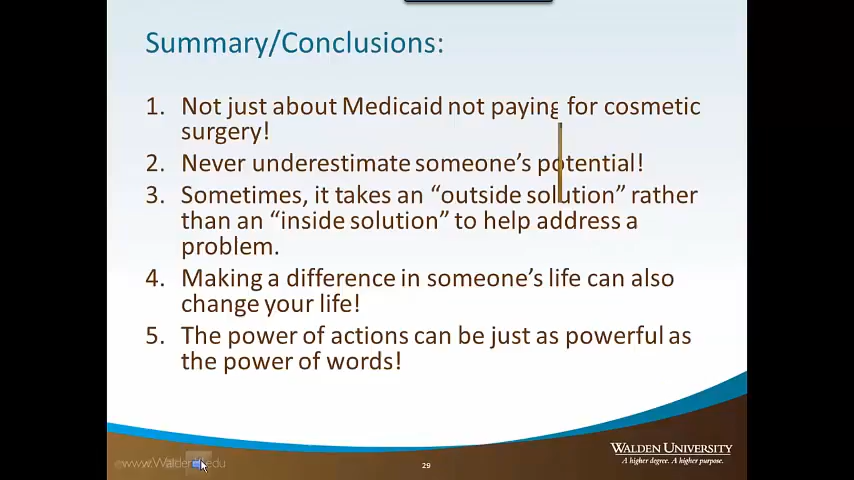 Summary/Conclusions:
1. Not just about Medicaid not paying for cosmetic
surgery!
2. Never underestimate someone’s potential!
3. Sometimes, it takes an “outside solution” rather
than an “inside solution” to help address a
problem.
4. Making a difference in someone’s life can also
change your life!
5. The power of actions can be just as powerful as
the power of words!
WALDEN UNIVERSITY
A higher degree. A higher purpose.
29